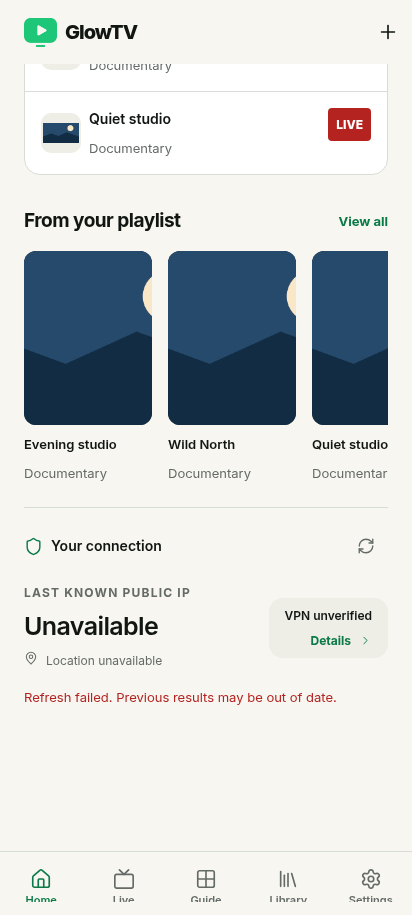 GlowTV
Documentary
Quiet studio
LIVE
Documentary
From your playlist
View all
Evening studio
Wild North
Quiet studio
Documentary
Documentary
Documentar
Your connection
LAST KNOWN PUBLIC IP
Unavailable
Location unavailable
VPN unverified
Details
Refresh failed. Previous results may be out of date.
Home
Live
Guide
Library
Settings